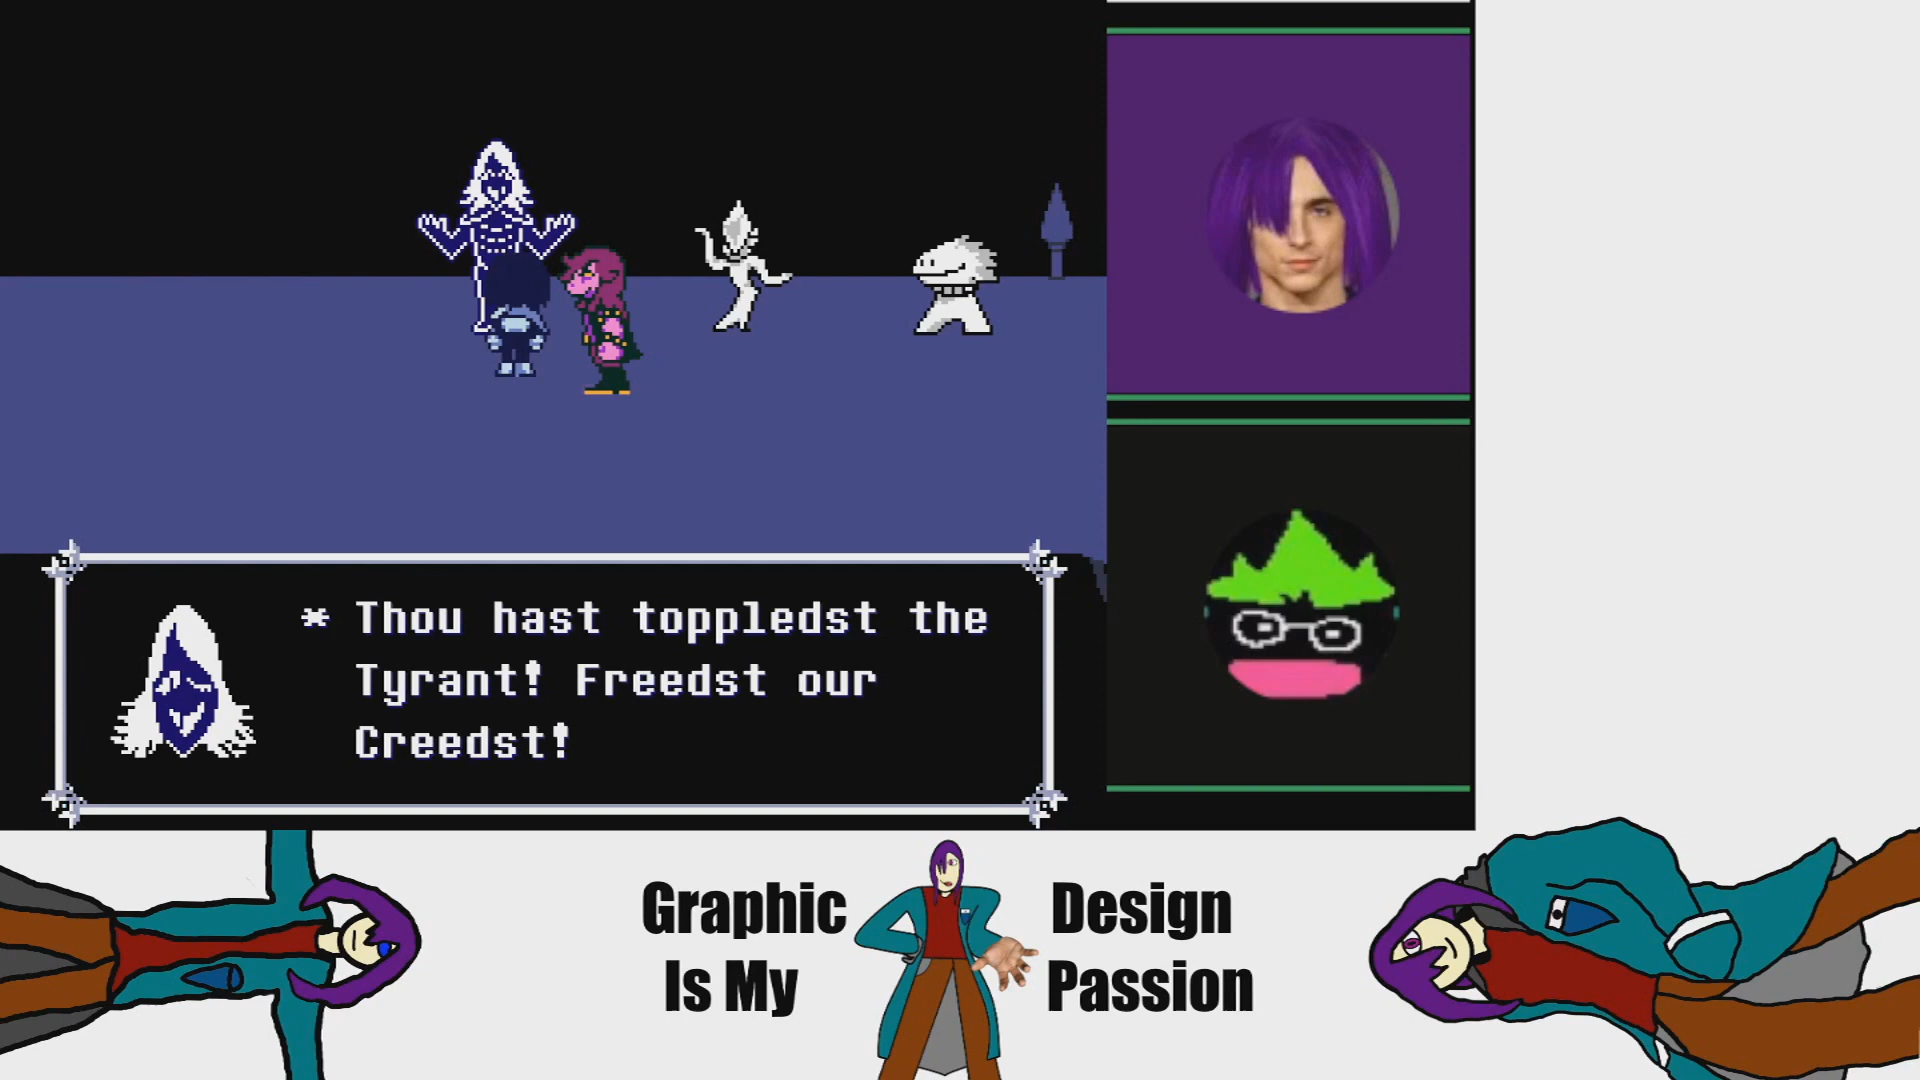 * Thou hast toppledst the
Tyrant! Freedst our
Creedst!
Graphic
Is My
Design
Passion